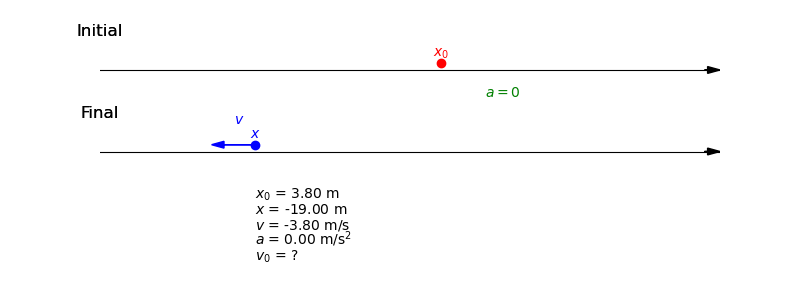 Initial
x₀
a = 0
Final
v
x
x₀ = 3.80 m
x = -19.00 m
v = -3.80 m/s
a = 0.00 m/s²
v₀ = ?